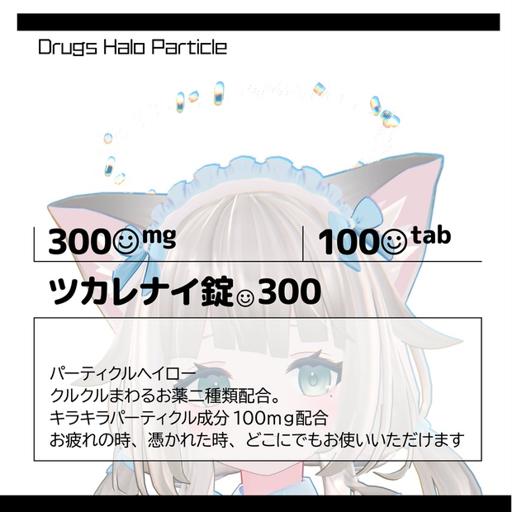 Drugs Halo Particle
300☺mg
100☺tab
ツカレナイ錠☺300
パーティクルヘイロー
クルクルまわるお薬二種類配合。
キラキラパーティクル成分100mg配合
お疲れの時、憑かれた時、どこにでもお使いいただけます